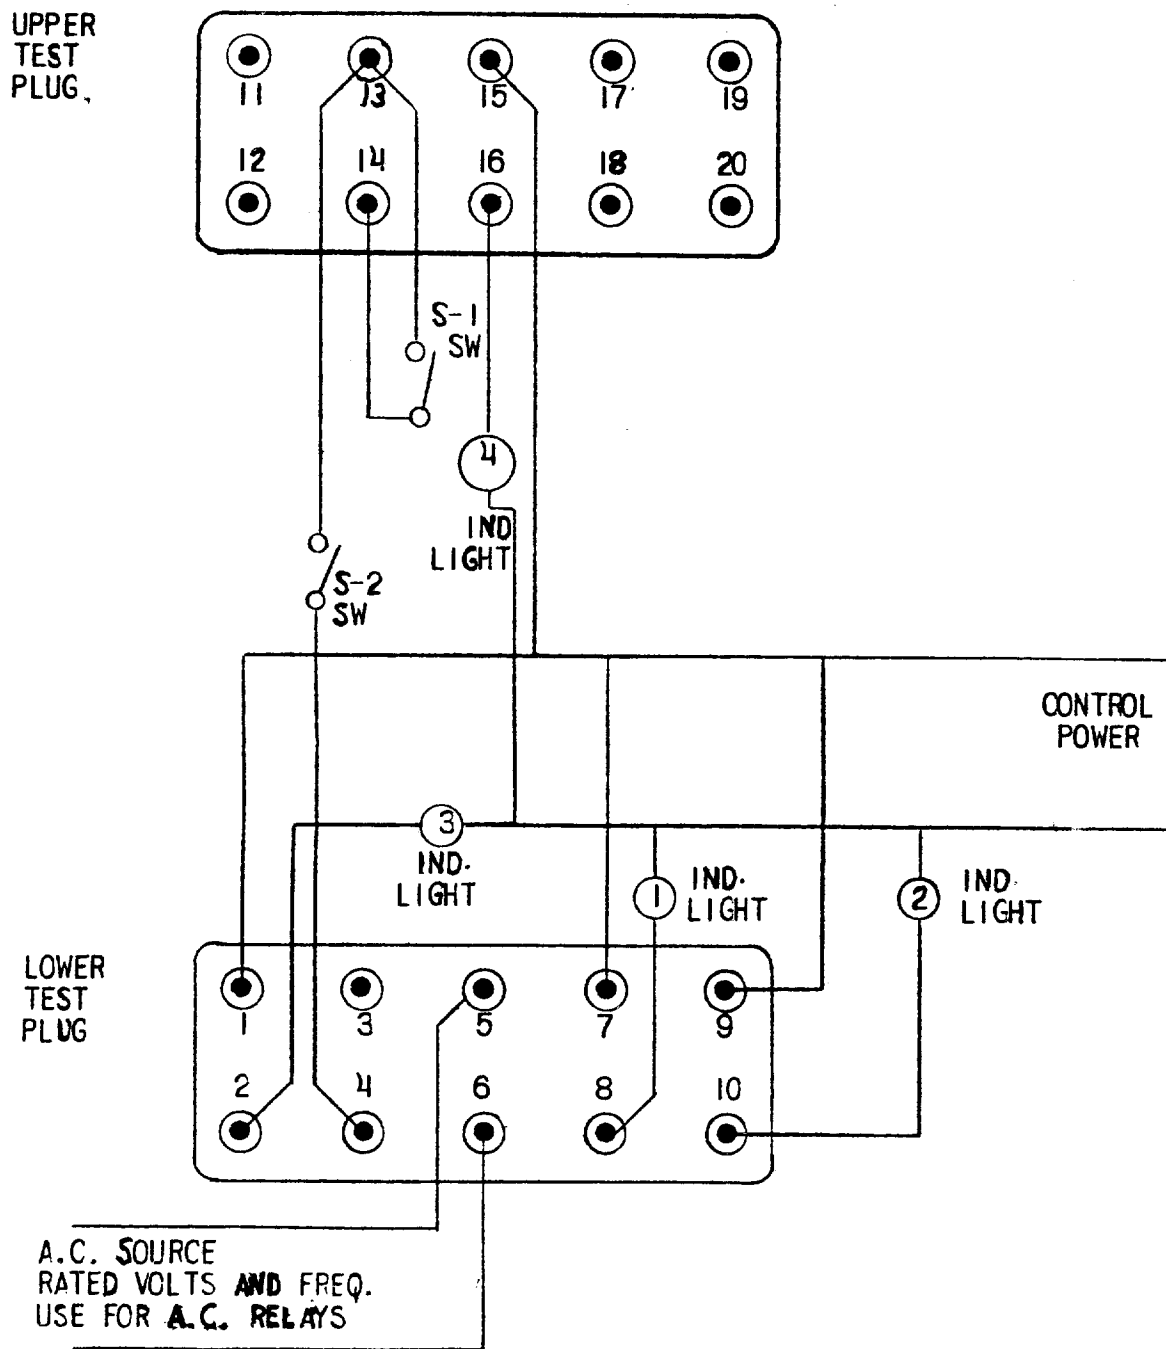 UPPER
TEST
PLUG.
11 13 15 17 19
12 14 16 18 20
S-1
SW
4
IND
LIGHT
S-2
SW
CONTROL
POWER
3
IND.
LIGHT
1
IND.
LIGHT
2
IND.
LIGHT
LOWER
TEST
PLUG
1 3 5 7 9
2 4 6 8 10
A.C. SOURCE
RATED VOLTS AND FREQ.
USE FOR A.C. RELAYS